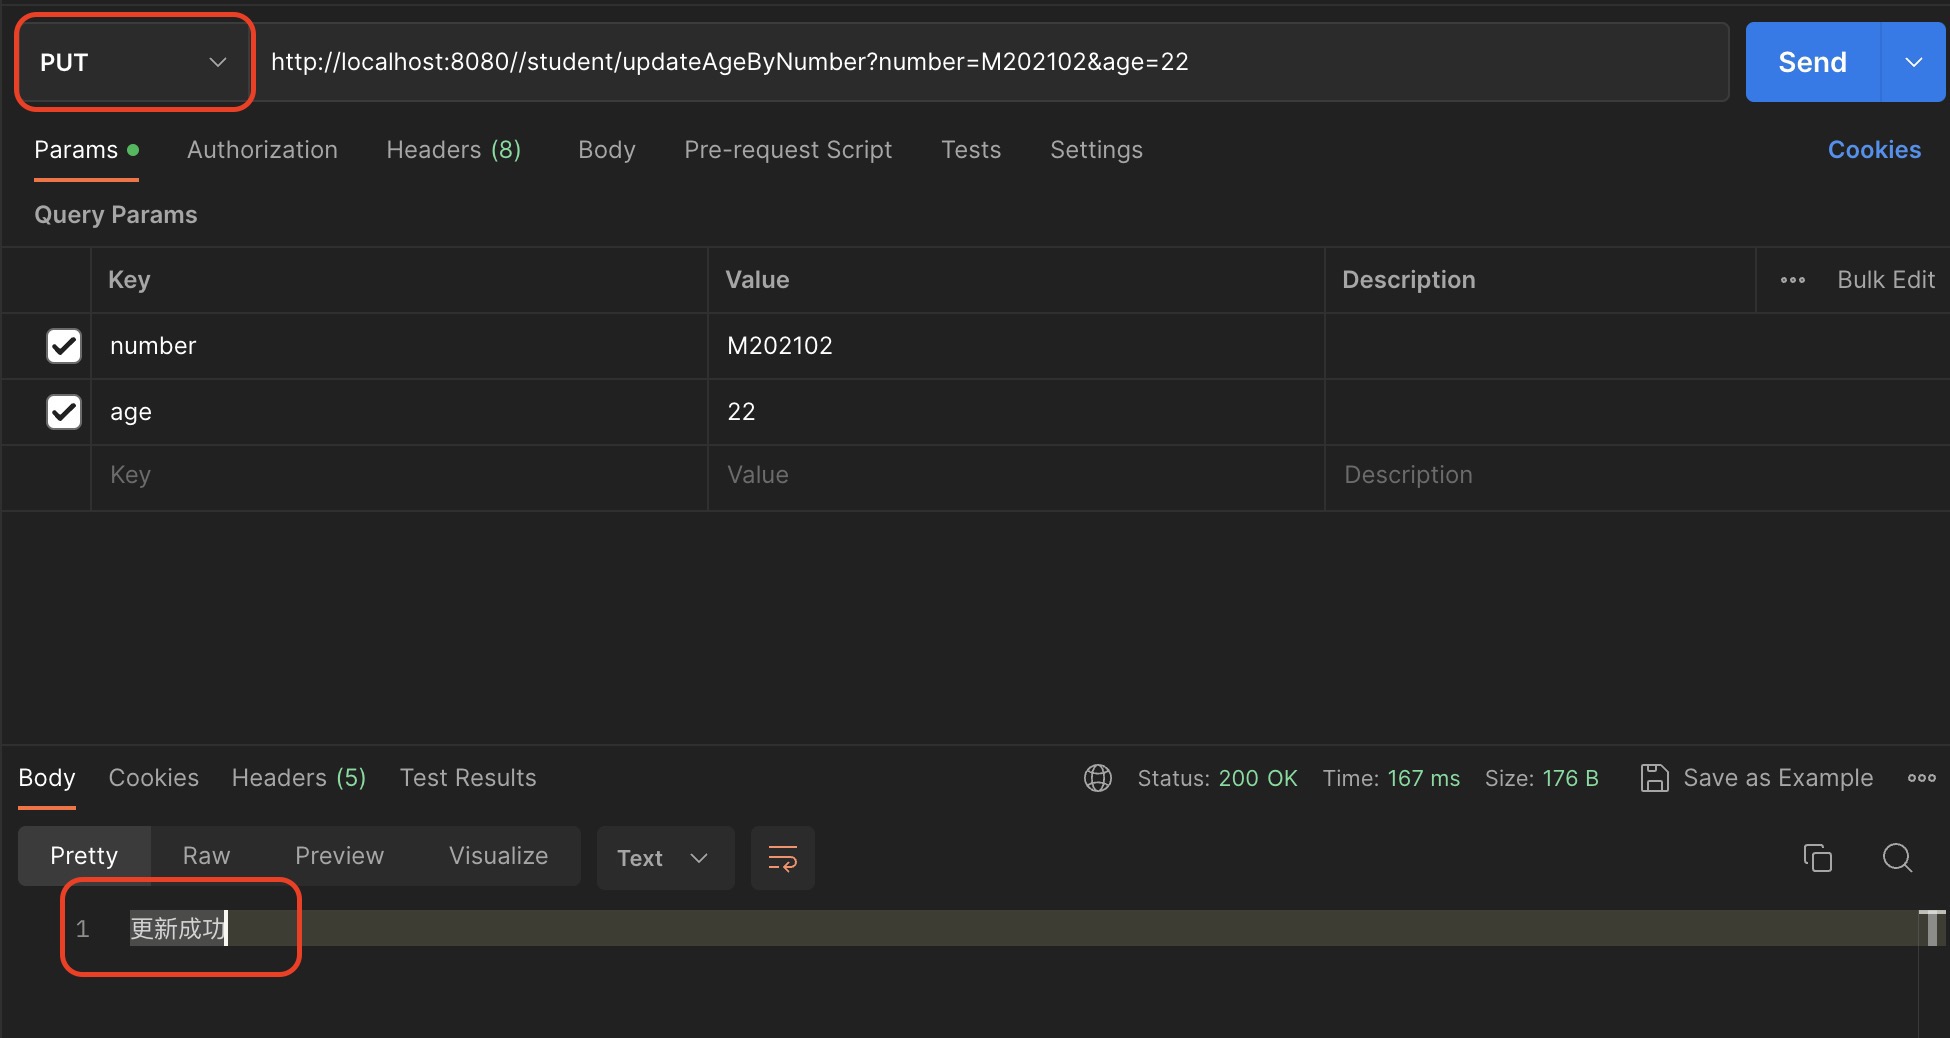 PUT http://localhost:8080//student/updateAgeByNumber?number=M202102&age=22 Send
Params Authorization Headers (8) Body Pre-request Script Tests Settings Cookies
Query Params
Key Value Description Bulk Edit
number M202102
age 22
Key Value Description
Body Cookies Headers (5) Test Results Status: 200 OK Time: 167 ms Size: 176 B Save as Example
Pretty Raw Preview Visualize Text
1 更新成功